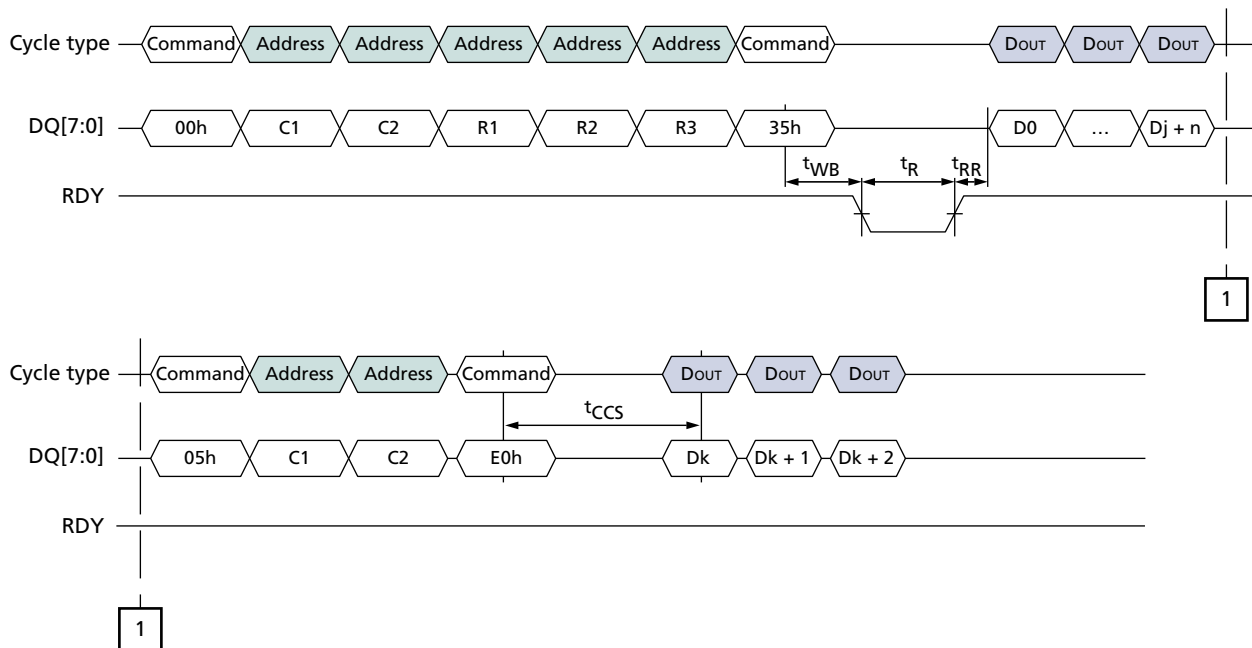 Cycle type Command Address Address Address Address Address Command DOUT DOUT DOUT
DQ[7:0] 00h C1 C2 R1 R2 R3 35h D0 … Dj + n
tWB tR tRR
RDY
1
Cycle type Command Address Address Command DOUT DOUT DOUT
tCCS
DQ[7:0] 05h C1 C2 E0h Dk Dk + 1 Dk + 2
RDY
1